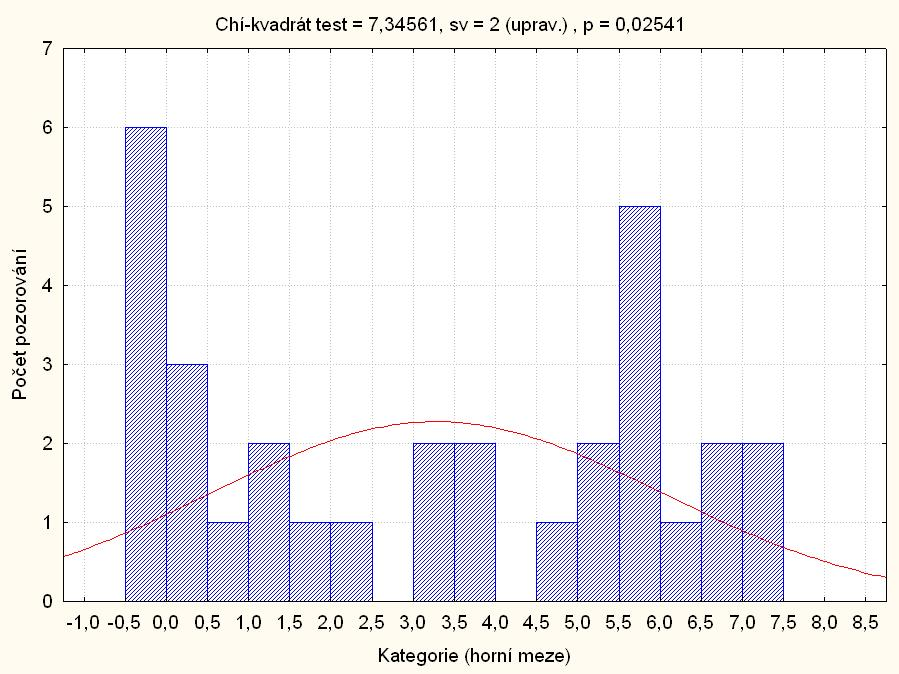 Chí-kvadrát test = 7,34561, sv = 2 (uprav.) , p = 0,02541
7
6
5
4
3
2
1
0
Počet pozorování
-1,0 -0,5 0,0 0,5 1,0 1,5 2,0 2,5 3,0 3,5 4,0 4,5 5,0 5,5 6,0 6,5 7,0 7,5 8,0 8,5
Kategorie (horní meze)